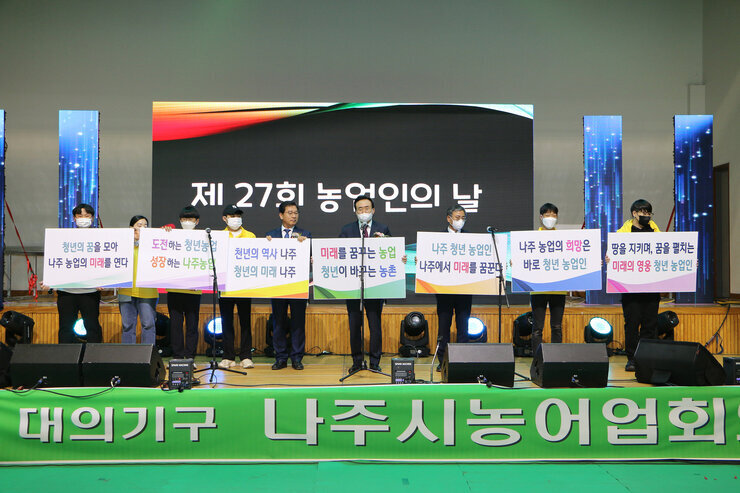 제 27회 농업인의 날
청년의 꿈을 모아
나주 농업의 미래를 연다
도전하는 청년농업
성장하는 나주농업
천년의 역사 나주
청년의 미래 나주
미래를 꿈꾸는 농업
청년이 바꾸는 농촌
나주 청년 농업인
나주에서 미래를 꿈꾼다
나주 농업의 희망은
바로 청년 농업인
땅을 지키며, 꿈을 펼치는
미래의 영웅 청년 농업인
대의기구 나주시농어업회의